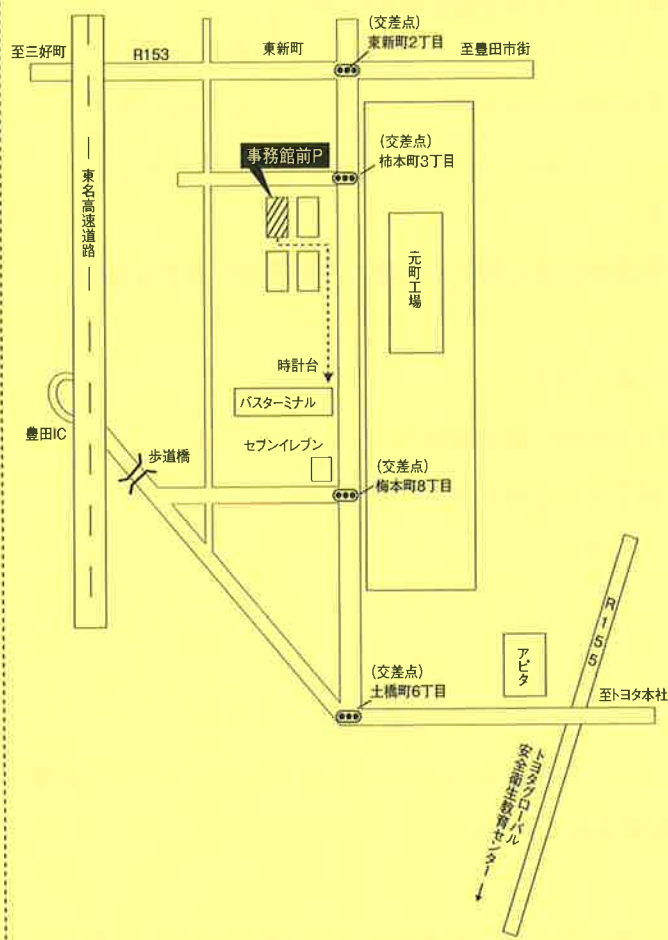 (交差点)
東新町2丁目
至三好町
R153
東新町
至豊田市街
(交差点)
柿本町3丁目
事務館前P
東名高速道路
元町工場
時計台
バスターミナル
豊田IC
歩道橋
セブンイレブン
(交差点)
梅本町8丁目
R155
アピタ
(交差点)
土橋町6丁目
至トヨタ本社
トヨタグローバル
安全衛生教育センター